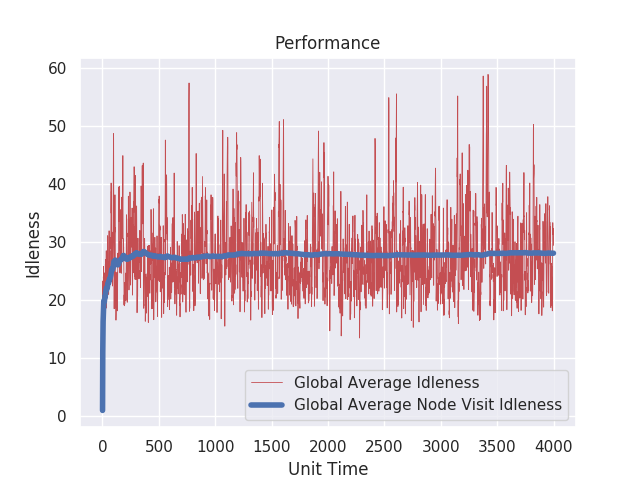 Performance
60
50
40
30
20
10
0
Idleness
Global Average Idleness
Global Average Node Visit Idleness
0 500 1000 1500 2000 2500 3000 3500 4000
Unit Time